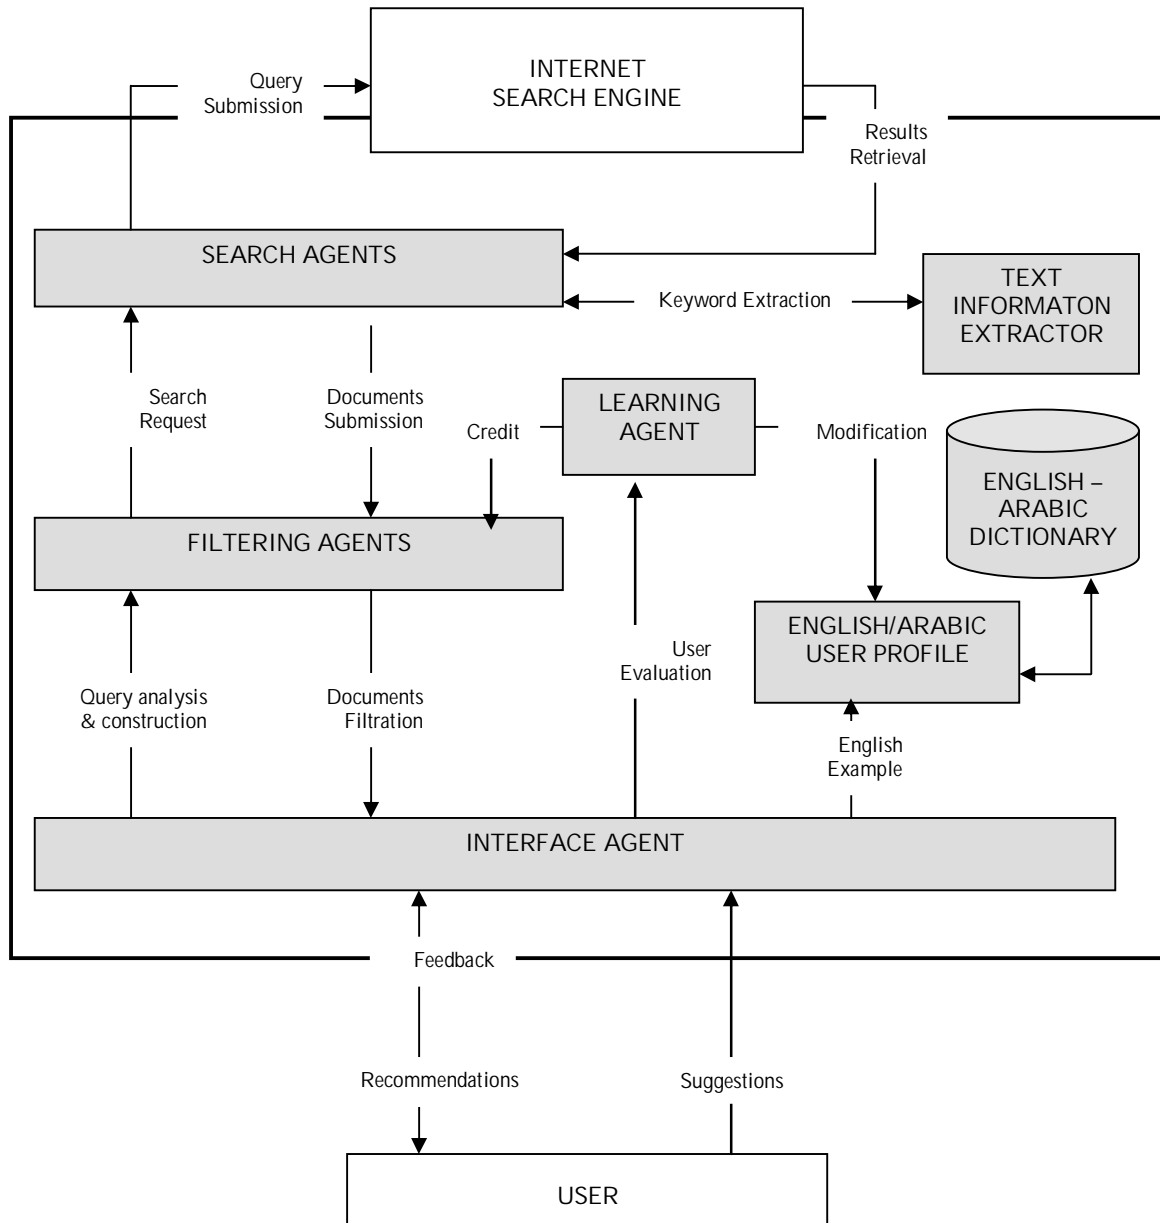 INTERNET
SEARCH ENGINE
Query
Submission
Results
Retrieval
SEARCH AGENTS
Keyword Extraction
TEXT
INFORMATON
EXTRACTOR
Search
Request
Documents
Submission
Credit
LEARNING
AGENT
Modification
ENGLISH –
ARABIC
DICTIONARY
FILTERING AGENTS
ENGLISH/ARABIC
USER PROFILE
User
Evaluation
Query analysis
& construction
Documents
Filtration
English
Example
INTERFACE AGENT
Feedback
Recommendations
Suggestions
USER